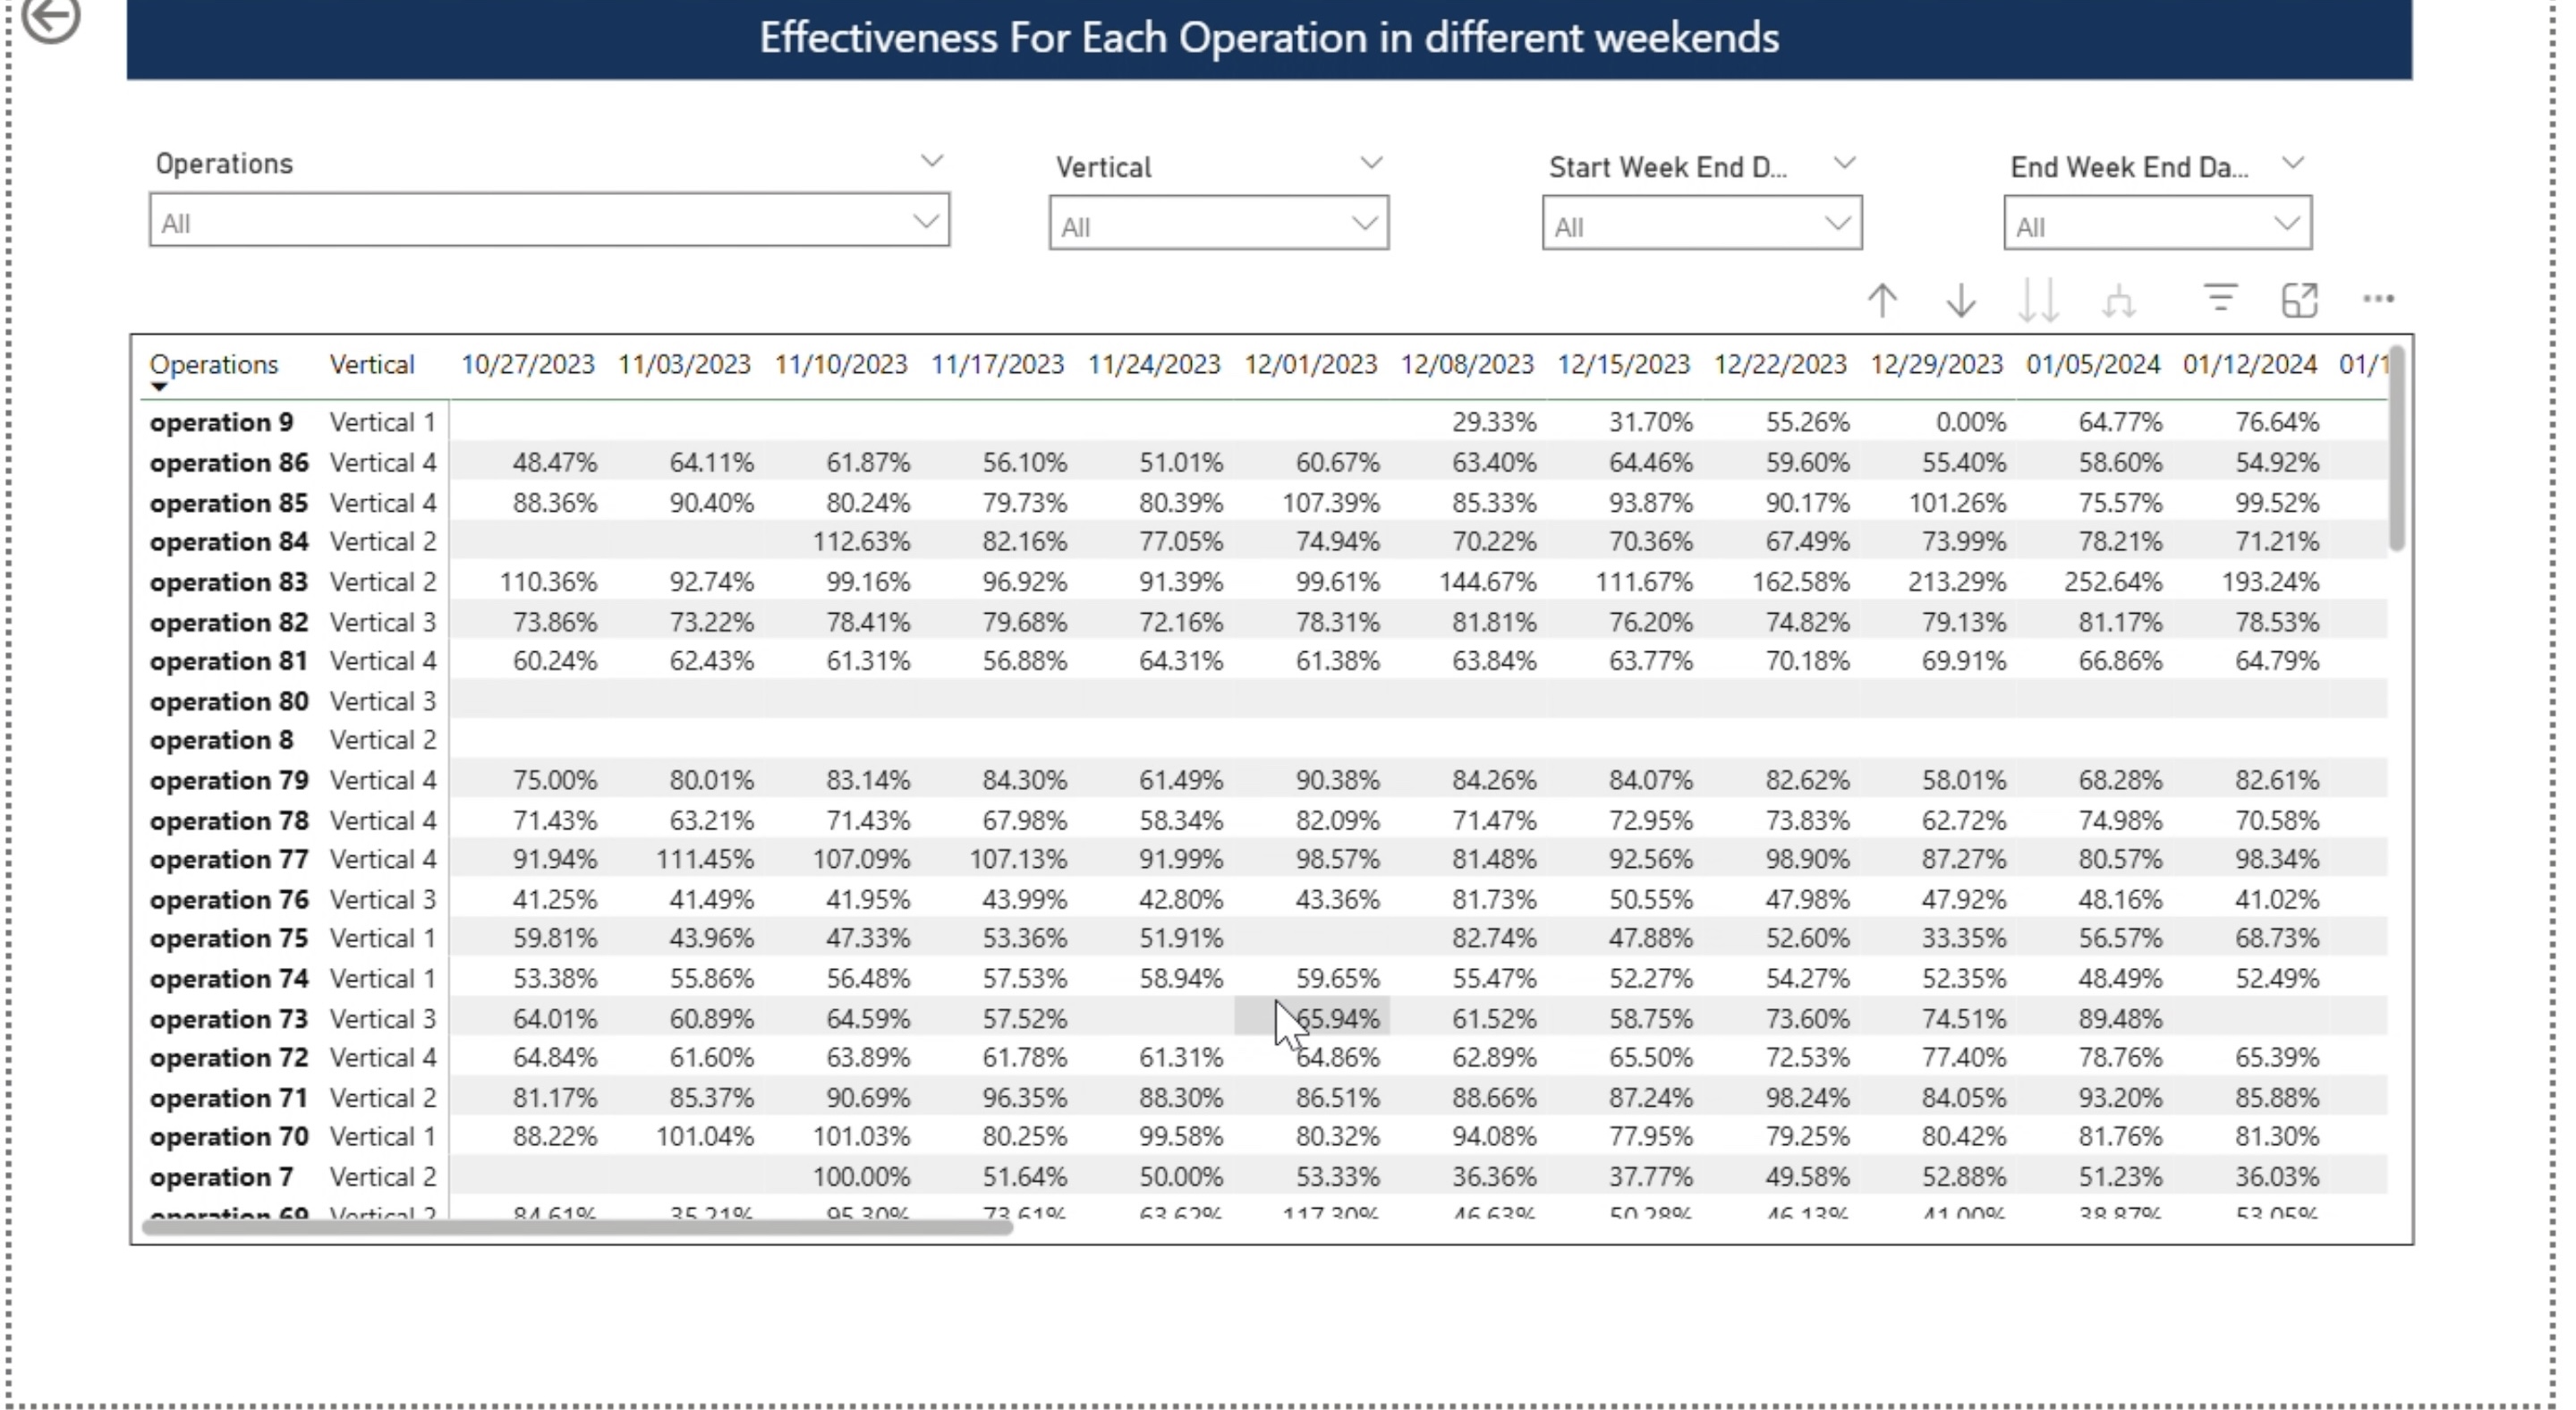 Effectiveness For Each Operation in different weekends
Operations Vertical Start Week End D... End Week End Da...
All All All All
Operations Vertical 10/27/2023 11/03/2023 11/10/2023 11/17/2023 11/24/2023 12/01/2023 12/08/2023 12/15/2023 12/22/2023 12/29/2023 01/05/2024 01/12/2024 01/1
operation 9 Vertical 1 29.33% 31.70% 55.26% 0.00% 64.77% 76.64%
operation 86 Vertical 4 48.47% 64.11% 61.87% 56.10% 51.01% 60.67% 63.40% 64.46% 59.60% 55.40% 58.60% 54.92%
operation 85 Vertical 4 88.36% 90.40% 80.24% 79.73% 80.39% 107.39% 85.33% 93.87% 90.17% 101.26% 75.57% 99.52%
operation 84 Vertical 2 112.63% 82.16% 77.05% 74.94% 70.22% 70.36% 67.49% 73.99% 78.21% 71.21%
operation 83 Vertical 2 110.36% 92.74% 99.16% 96.92% 91.39% 99.61% 144.67% 111.67% 162.58% 213.29% 252.64% 193.24%
operation 82 Vertical 3 73.86% 73.22% 78.41% 79.68% 72.16% 78.31% 81.81% 76.20% 74.82% 79.13% 81.17% 78.53%
operation 81 Vertical 4 60.24% 62.43% 61.31% 56.88% 64.31% 61.38% 63.84% 63.77% 70.18% 69.91% 66.86% 64.79%
operation 80 Vertical 3
operation 8 Vertical 2
operation 79 Vertical 4 75.00% 80.01% 83.14% 84.30% 61.49% 90.38% 84.26% 84.07% 82.62% 58.01% 68.28% 82.61%
operation 78 Vertical 4 71.43% 63.21% 71.43% 67.98% 58.34% 82.09% 71.47% 72.95% 73.83% 62.72% 74.98% 70.58%
operation 77 Vertical 4 91.94% 111.45% 107.09% 107.13% 91.99% 98.57% 81.48% 92.56% 98.90% 87.27% 80.57% 98.34%
operation 76 Vertical 3 41.25% 41.49% 41.95% 43.99% 42.80% 43.36% 81.73% 50.55% 47.98% 47.92% 48.16% 41.02%
operation 75 Vertical 1 59.81% 43.96% 47.33% 53.36% 51.91% 82.74% 47.88% 52.60% 33.35% 56.57% 68.73%
operation 74 Vertical 1 53.38% 55.86% 56.48% 57.53% 58.94% 59.65% 55.47% 52.27% 54.27% 52.35% 48.49% 52.49%
operation 73 Vertical 3 64.01% 60.89% 64.59% 57.52% 65.94% 61.52% 58.75% 73.60% 74.51% 89.48%
operation 72 Vertical 4 64.84% 61.60% 63.89% 61.78% 61.31% 64.86% 62.89% 65.50% 72.53% 77.40% 78.76% 65.39%
operation 71 Vertical 2 81.17% 85.37% 90.69% 96.35% 88.30% 86.51% 88.66% 87.24% 98.24% 84.05% 93.20% 85.88%
operation 70 Vertical 1 88.22% 101.04% 101.03% 80.25% 99.58% 80.32% 94.08% 77.95% 79.25% 80.42% 81.76% 81.30%
operation 7 Vertical 2 100.00% 51.64% 50.00% 53.33% 36.36% 37.77% 49.58% 52.88% 51.23% 36.03%
operation 69 Vertical 2 84.61% 35.21% 95.30% 73.61% 63.62% 117.30% 46.63% 50.28% 46.13% 41.00% 38.87% 53.05%